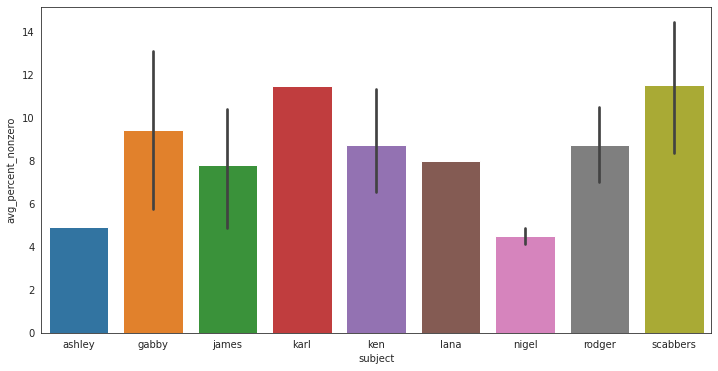 avg_percent_nonzero
14
12
10
8
6
4
2
0
ashley
gabby
james
karl
ken
lana
nigel
rodger
scabbers
subject